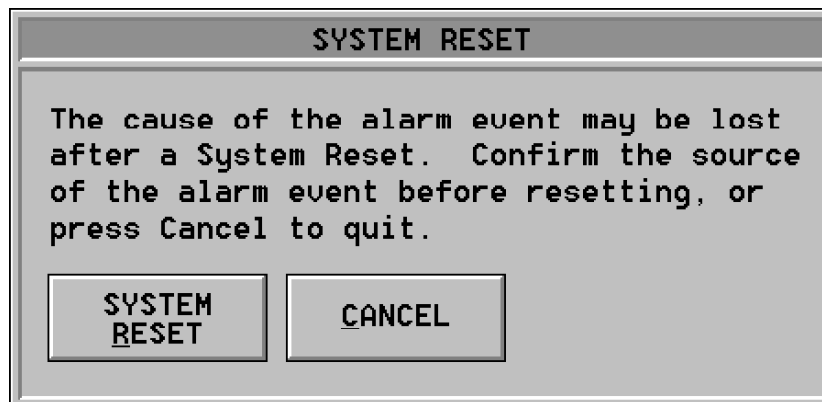 SYSTEM RESET
The cause of the alarm event may be lost
after a System Reset.  Confirm the source
of the alarm event before resetting, or
press Cancel to quit.
SYSTEM
RESET
CANCEL